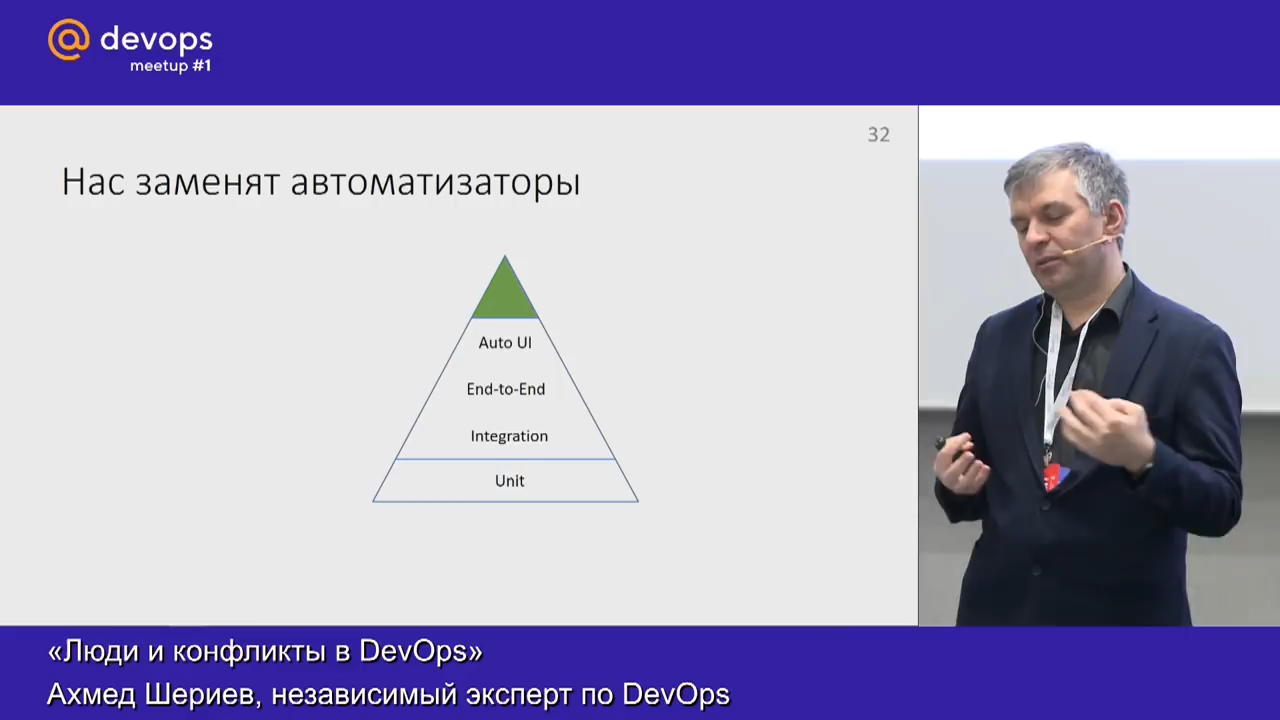 @ devops
meetup #1
32
Нас заменят автоматизаторы
Auto UI
End-to-End
Integration
Unit
«Люди и конфликты в DevOps»
Ахмед Шериев, независимый эксперт по DevOps